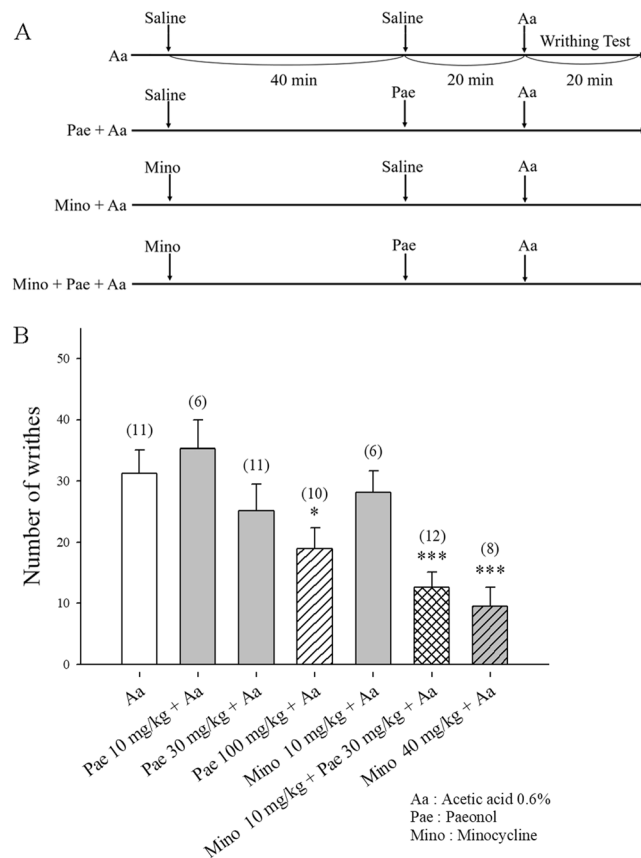 A
Saline Saline Aa
Aa Writhing Test
40 min 20 min 20 min
Saline Pae Aa
Pae + Aa
Mino Saline Aa
Mino + Aa
Mino Pae Aa
Mino + Pae + Aa
B
Number of writhes
50
40
30
20
10
0
(11)
(6)
(11)
(10)
*
(6)
(12)
***
(8)
***
Aa
Pae 10 mg/kg + Aa
Pae 30 mg/kg + Aa
Pae 100 mg/kg + Aa
Mino 10 mg/kg + Aa
Mino 10 mg/kg + Pae 30 mg/kg + Aa
Mino 40 mg/kg + Aa
Aa : Acetic acid 0.6%
Pae : Paeonol
Mino : Minocycline